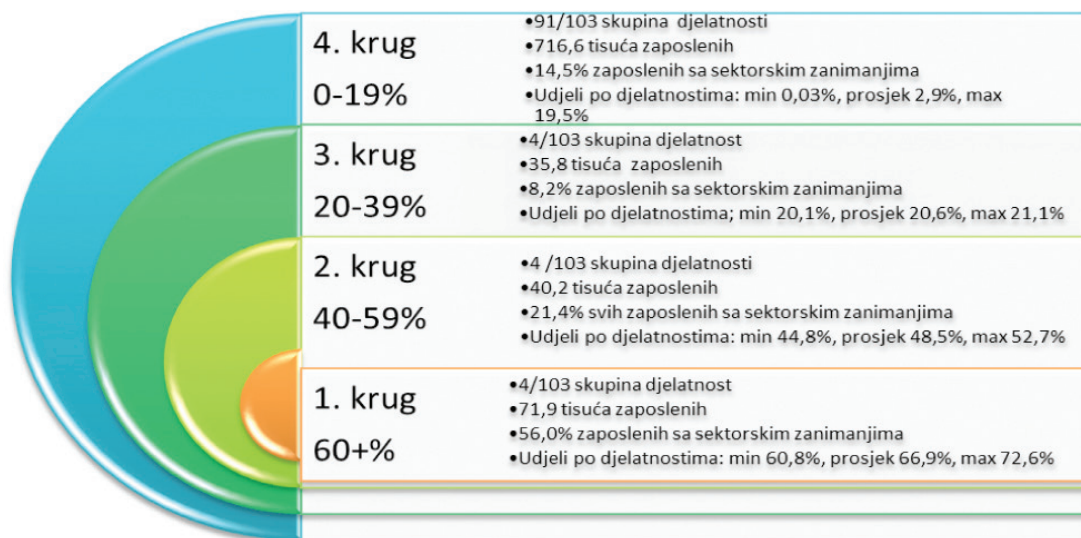 4. krug
0-19%
•91/103 skupina djelatnosti
•716,6 tisuća zaposlenih
•14,5% zaposlenih sa sektorskim zanimanjima
•Udjeli po djelatnostima: min 0,03%, prosjek 2,9%, max
19,5%
3. krug
20-39%
•4/103 skupina djelatnost
•35,8 tisuća zaposlenih
•8,2% zaposlenih sa sektorskim zanimanjima
•Udjeli po djelatnostima; min 20,1%, prosjek 20,6%, max 21,1%
2. krug
40-59%
•4 /103 skupina djelatnosti
•40,2 tisuća zaposlenih
•21,4% svih zaposlenih sa sektorskim zanimanjima
•Udjeli po djelatnostima: min 44,8%, prosjek 48,5%, max 52,7%
1. krug
60+%
•4/103 skupina djelatnost
•71,9 tisuća zaposlenih
•56,0% zaposlenih sa sektorskim zanimanjima
•Udjeli po djelatnostima: min 60,8%, prosjek 66,9%, max 72,6%